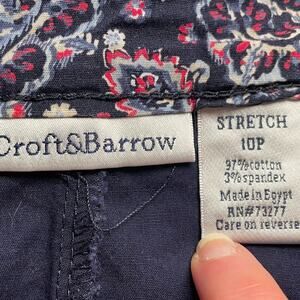 Croft&Barrow
STRETCH
10P
97%cotton
3%spandex
Made in Egypt
RN#73277
Care on reverse